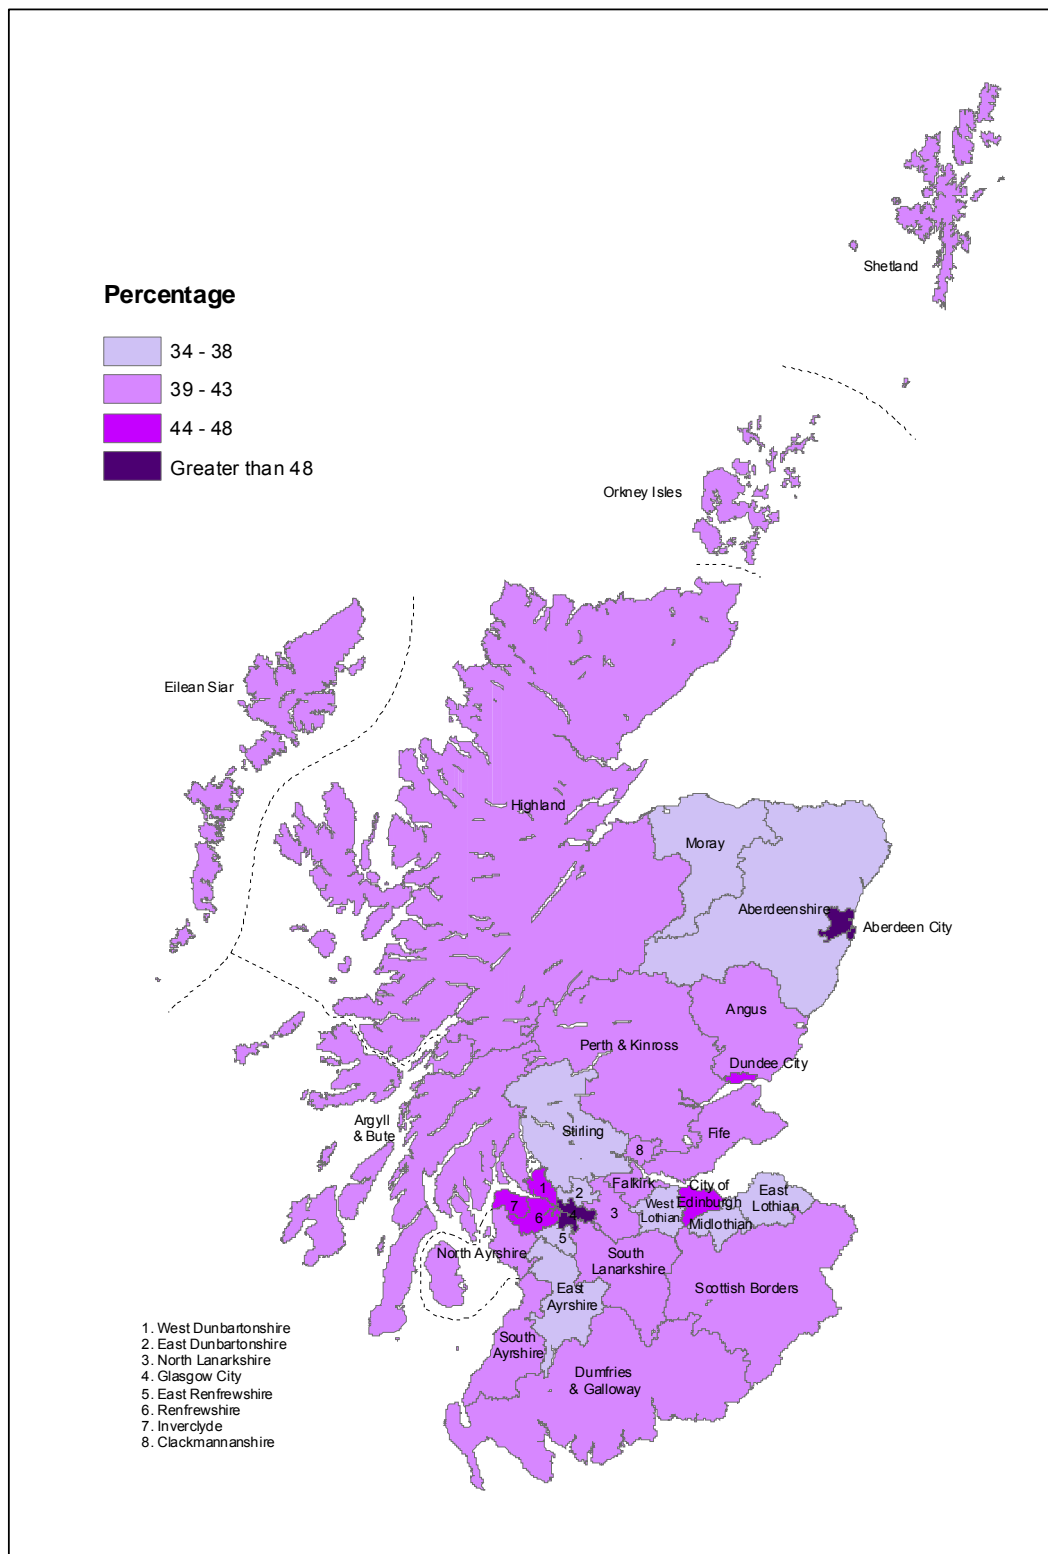 Shetland
Percentage
34 - 38
39 - 43
44 - 48
Greater than 48
Orkney Isles
Eilean Siar
Highland
Moray
Aberdeenshire
Aberdeen City
Angus
Perth & Kinross
Dundee City
Argyll
& Bute
Stirling
Fife
8
Falkirk
City of
Edinburgh
East
Lothian
West
Lothian
Midlothian
1
2
3
4
5
6
7
North Ayrshire
South
Lanarkshire
Scottish Borders
East
Ayrshire
South
Ayrshire
Dumfries
& Galloway
1. West Dunbartonshire
2. East Dunbartonshire
3. North Lanarkshire
4. Glasgow City
5. East Renfrewshire
6. Renfrewshire
7. Inverclyde
8. Clackmannanshire